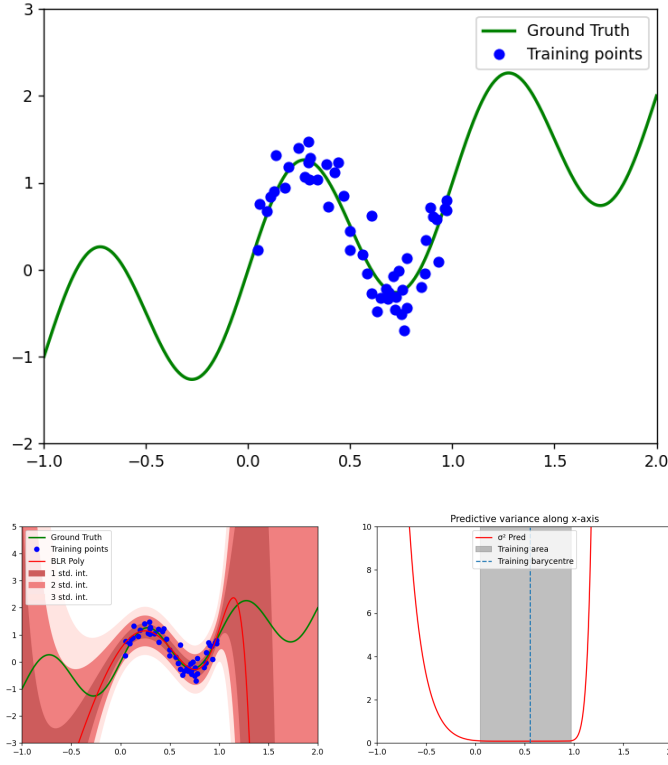 3
2
1
0
−1
−2
−1.0 −0.5 0.0 0.5 1.0 1.5 2.0
Ground Truth
Training points
5
4
3
2
1
0
−1
−2
−3
−1.0 −0.5 0.0 0.5 1.0 1.5 2.0
Ground Truth
Training points
BLR Poly
1 std. int.
2 std. int.
3 std. int.
Predictive variance along x-axis
10
8
6
4
2
0
−1.0 −0.5 0.0 0.5 1.0 1.5 2.0
σ² Pred
Training area
Training barycentre